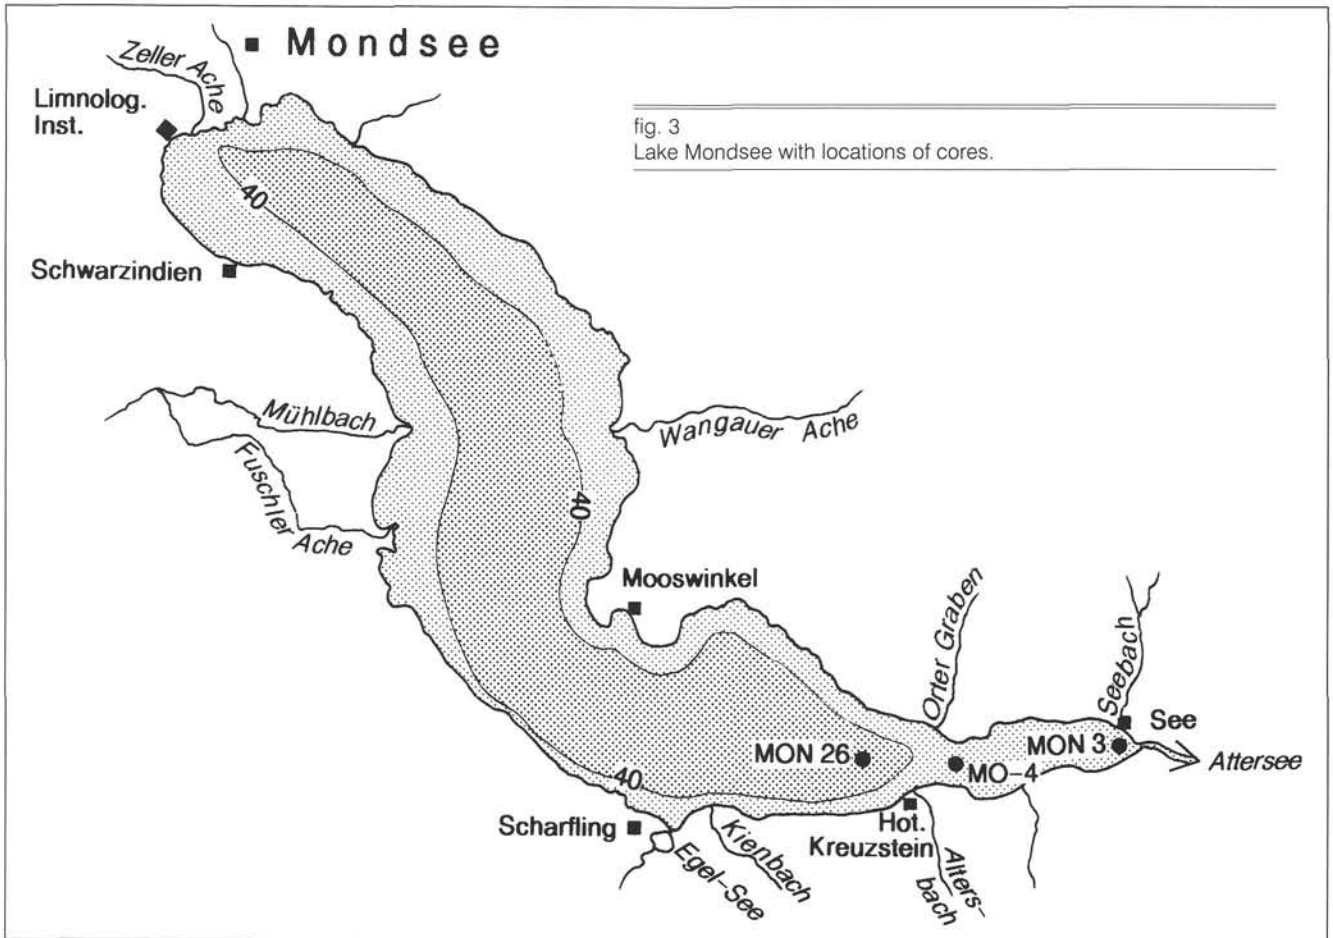 Mondsee
Zeller Ache
Limnolog.
Inst.
fig. 3
Lake Mondsee with locations of cores.
40
Schwarzindien
Mühlbach
Wangauer Ache
Fuschler Ache
40
Mooswinkel
Orter Graben
Seebach
See
MON 26
MON 3
MO-4
Attersee
40
Scharfling
Hot.
Kreuzstein
Kienbach
Egel-See
Alters-
bach